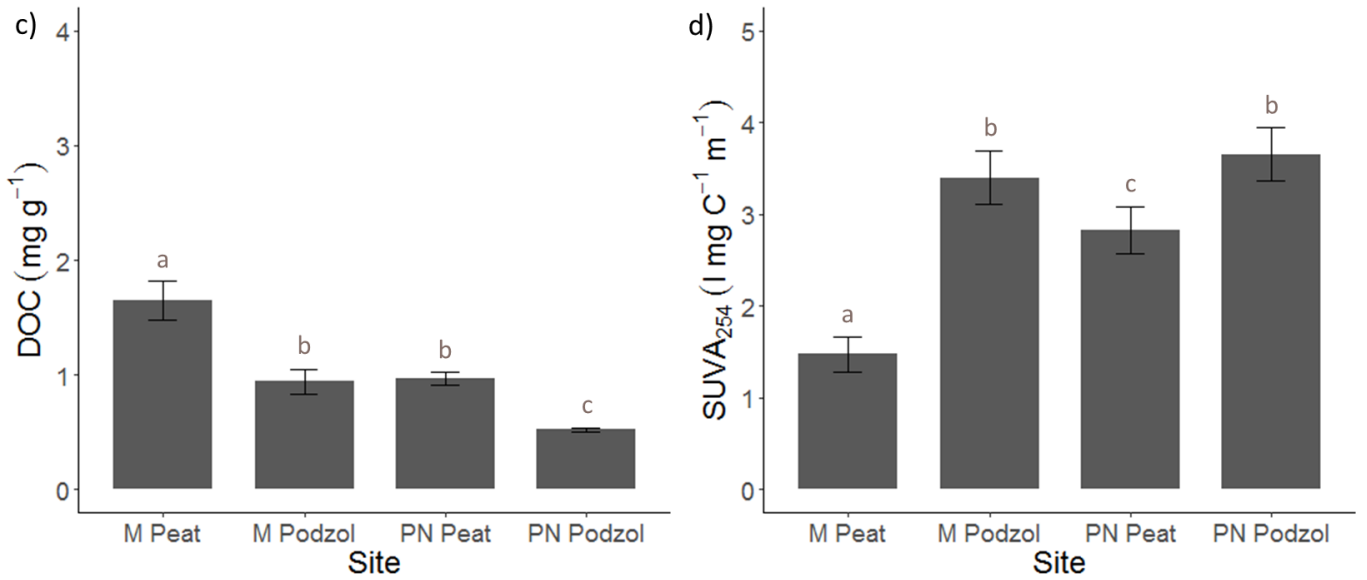 c)
DOC (mg g⁻¹)
4
3
2
1
0
a
b
b
c
M Peat
M Podzol
PN Peat
PN Podzol
Site
d)
SUVA₂₅₄ (l mg C⁻¹ m⁻¹)
5
4
3
2
1
0
a
b
c
b
M Peat
M Podzol
PN Peat
PN Podzol
Site